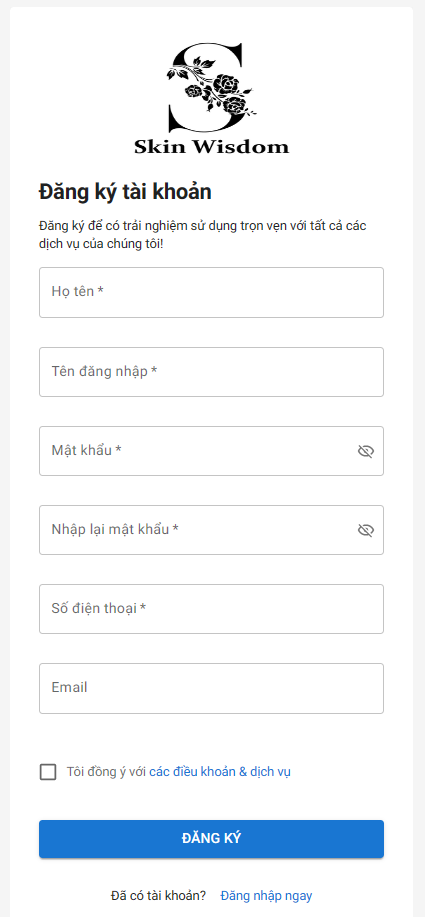 Skin Wisdom
Đăng ký tài khoản
Đăng ký để có trải nghiệm sử dụng trọn vẹn với tất cả các
dịch vụ của chúng tôi!
Họ tên *
Tên đăng nhập *
Mật khẩu *
Nhập lại mật khẩu *
Số điện thoại *
Email
Tôi đồng ý với các điều khoản & dịch vụ
ĐĂNG KÝ
Đã có tài khoản? Đăng nhập ngay